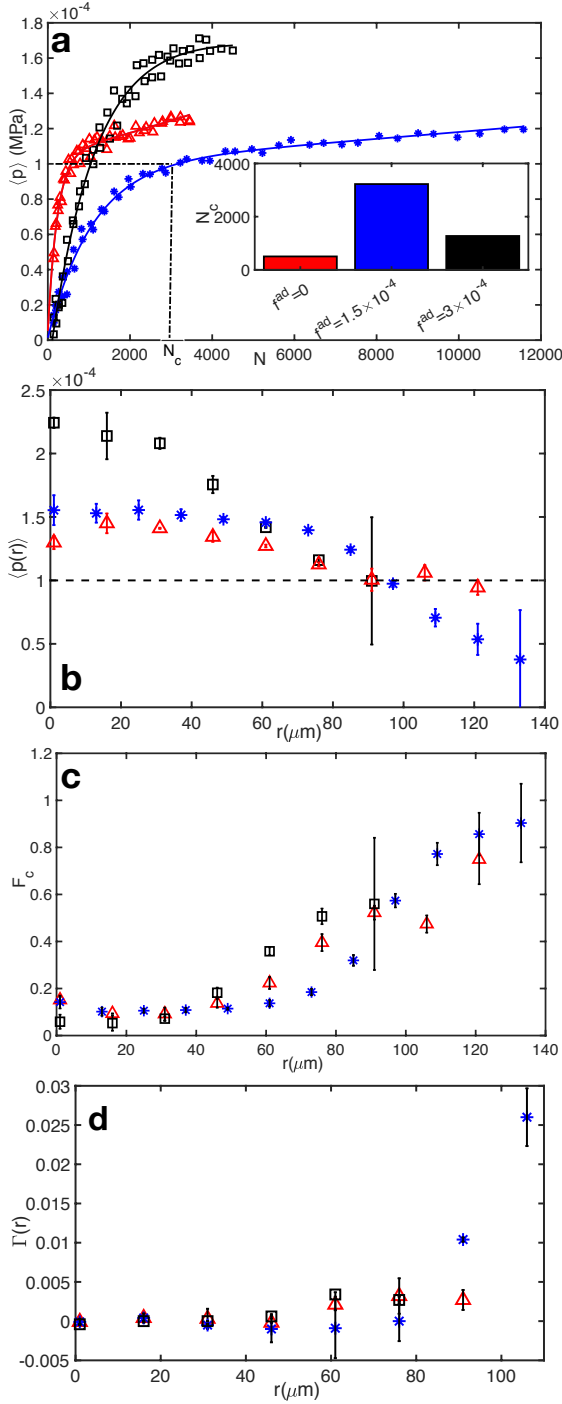 ×10⁻⁴
1.8
1.6
1.4
1.2
1
0.8
0.6
0.4
0.2
0
a
⟨p⟩ (MPa)
4000
2000
0
N_c
f^ad=0
f^ad=1.5×10⁻⁴
f^ad=3×10⁻⁴
0 2000 N_c 4000 N 6000 8000 10000 12000
×10⁻⁴
2.5
2
1.5
1
0.5
0
⟨p(r)⟩
b
0 20 40 60 80 100 120 140
r(μm)
c
1.2
1
0.8
0.6
0.4
0.2
0
F_c
0 20 40 60 80 100 120 140
r(μm)
0.03
d
0.025
0.02
0.015
0.01
0.005
0
-0.005
Γ(r)
0 20 40 60 80 100
r(μm)